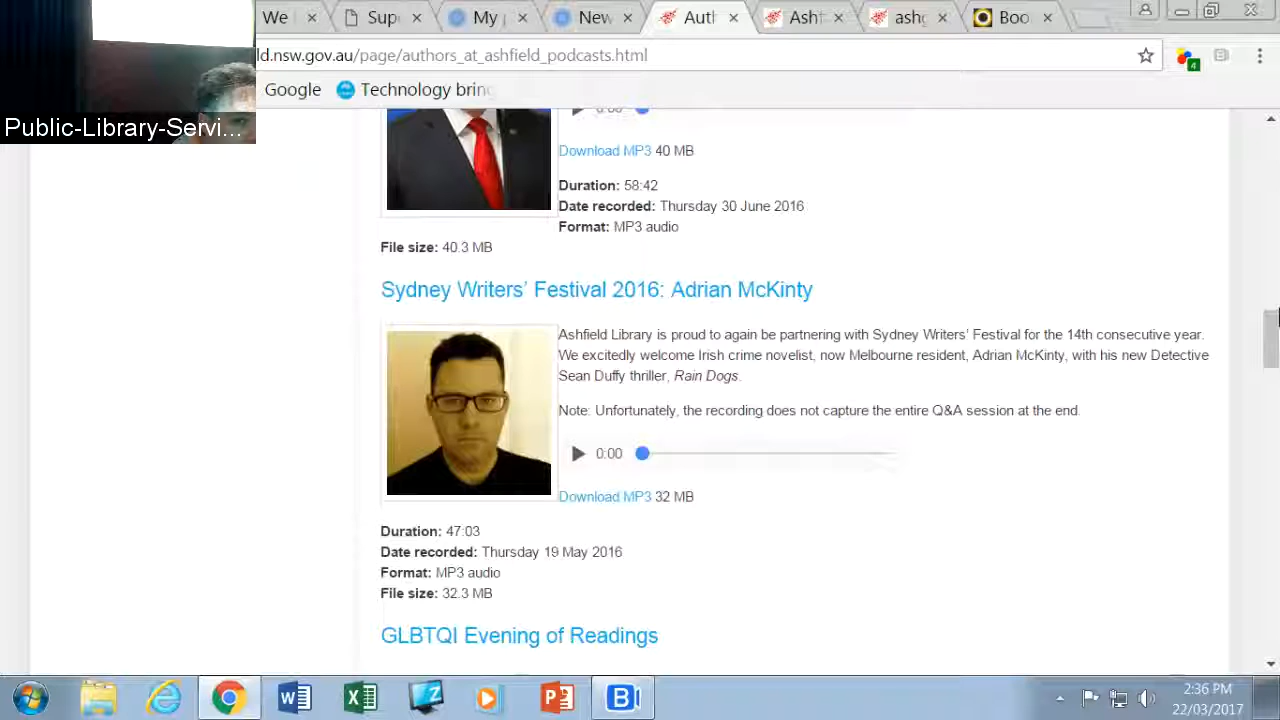 We
Sup
My
New
Auth
Ashf
ashg
Boo
ld.nsw.gov.au/page/authors_at_ashfield_podcasts.html
4
Google
Technology bring
Public-Library-Servi...
0:00
Download MP3 40 MB
Duration: 58:42
Date recorded: Thursday 30 June 2016
Format: MP3 audio
File size: 40.3 MB
Sydney Writers’ Festival 2016: Adrian McKinty
Ashfield Library is proud to again be partnering with Sydney Writers’ Festival for the 14th consecutive year.
We excitedly welcome Irish crime novelist, now Melbourne resident, Adrian McKinty, with his new Detective
Sean Duffy thriller, Rain Dogs.
Note: Unfortunately, the recording does not capture the entire Q&A session at the end.
0:00
Download MP3 32 MB
Duration: 47:03
Date recorded: Thursday 19 May 2016
Format: MP3 audio
File size: 32.3 MB
GLBTQI Evening of Readings
2:36 PM
22/03/2017